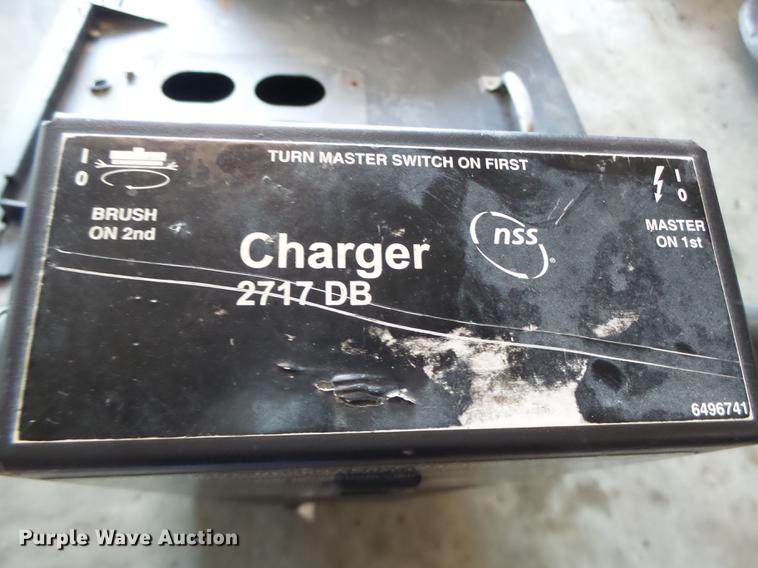 TURN MASTER SWITCH ON FIRST
I
0
BRUSH
ON 2nd
I
0
MASTER
ON 1st
Charger
2717 DB
nss
®
6496741
Purple Wave Auction